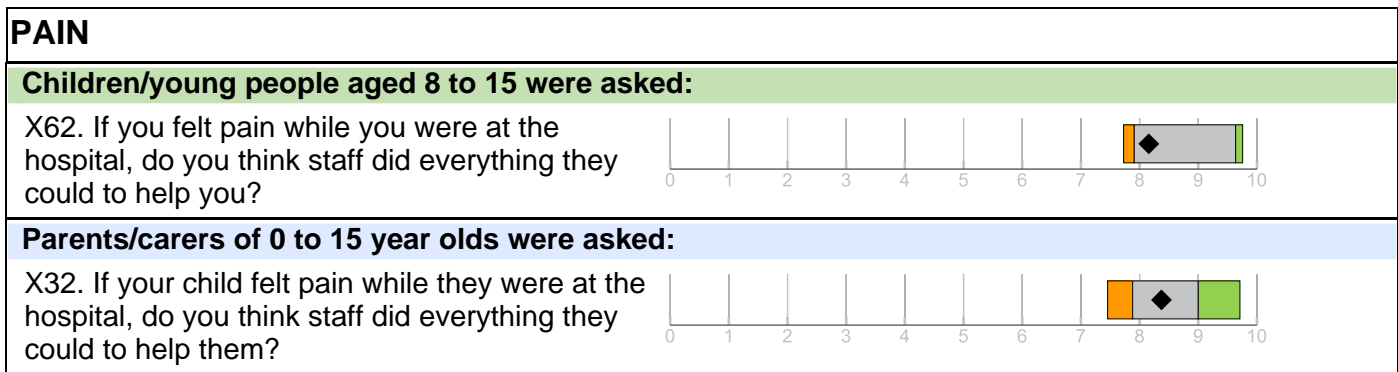 PAIN
Children/young people aged 8 to 15 were asked:
X62. If you felt pain while you were at the
hospital, do you think staff did everything they
could to help you?
0 1 2 3 4 5 6 7 8 9 10
Parents/carers of 0 to 15 year olds were asked:
X32. If your child felt pain while they were at the
hospital, do you think staff did everything they
could to help them?
0 1 2 3 4 5 6 7 8 9 10